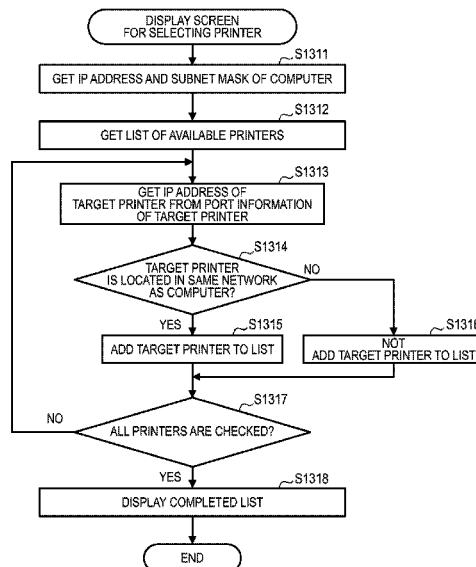 DISPLAY SCREEN
FOR SELECTING PRINTER
S1311
GET IP ADDRESS AND SUBNET MASK OF COMPUTER
S1312
GET LIST OF AVAILABLE PRINTERS
S1313
GET IP ADDRESS OF
TARGET PRINTER FROM PORT INFORMATION
OF TARGET PRINTER
S1314
TARGET PRINTER
IS LOCATED IN SAME NETWORK
AS COMPUTER?
NO
YES
S1315
ADD TARGET PRINTER TO LIST
S1316
NOT
ADD TARGET PRINTER TO LIST
S1317
NO
ALL PRINTERS ARE CHECKED?
YES
S1318
DISPLAY COMPLETED LIST
END